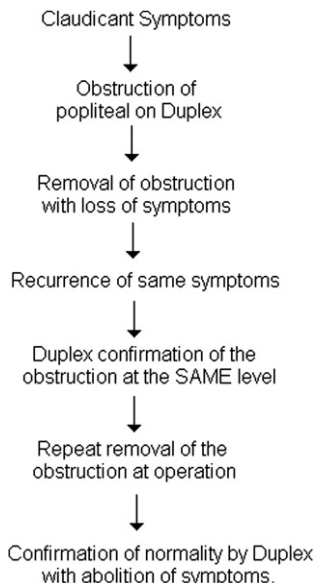 Claudicant Symptoms
Obstruction of
popliteal on Duplex
Removal of obstruction
with loss of symptoms
Recurrence of same symptoms
Duplex confirmation of the
obstruction at the SAME level
Repeat removal of the
obstruction at operation
Confirmation of normality by Duplex
with abolition of symptoms.